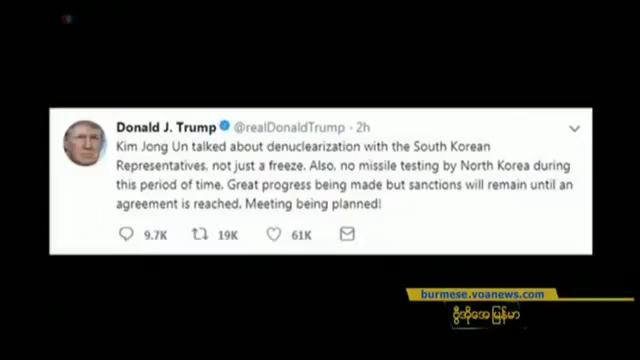 Donald J. Trump @realDonaldTrump · 2h
Kim Jong Un talked about denuclearization with the South Korean
Representatives, not just a freeze. Also, no missile testing by North Korea during
this period of time. Great progress being made but sanctions will remain until an
agreement is reached. Meeting being planned!
9.7K 19K 61K
burmese.voanews.com
ဗွီအိုအေမြန်မာ